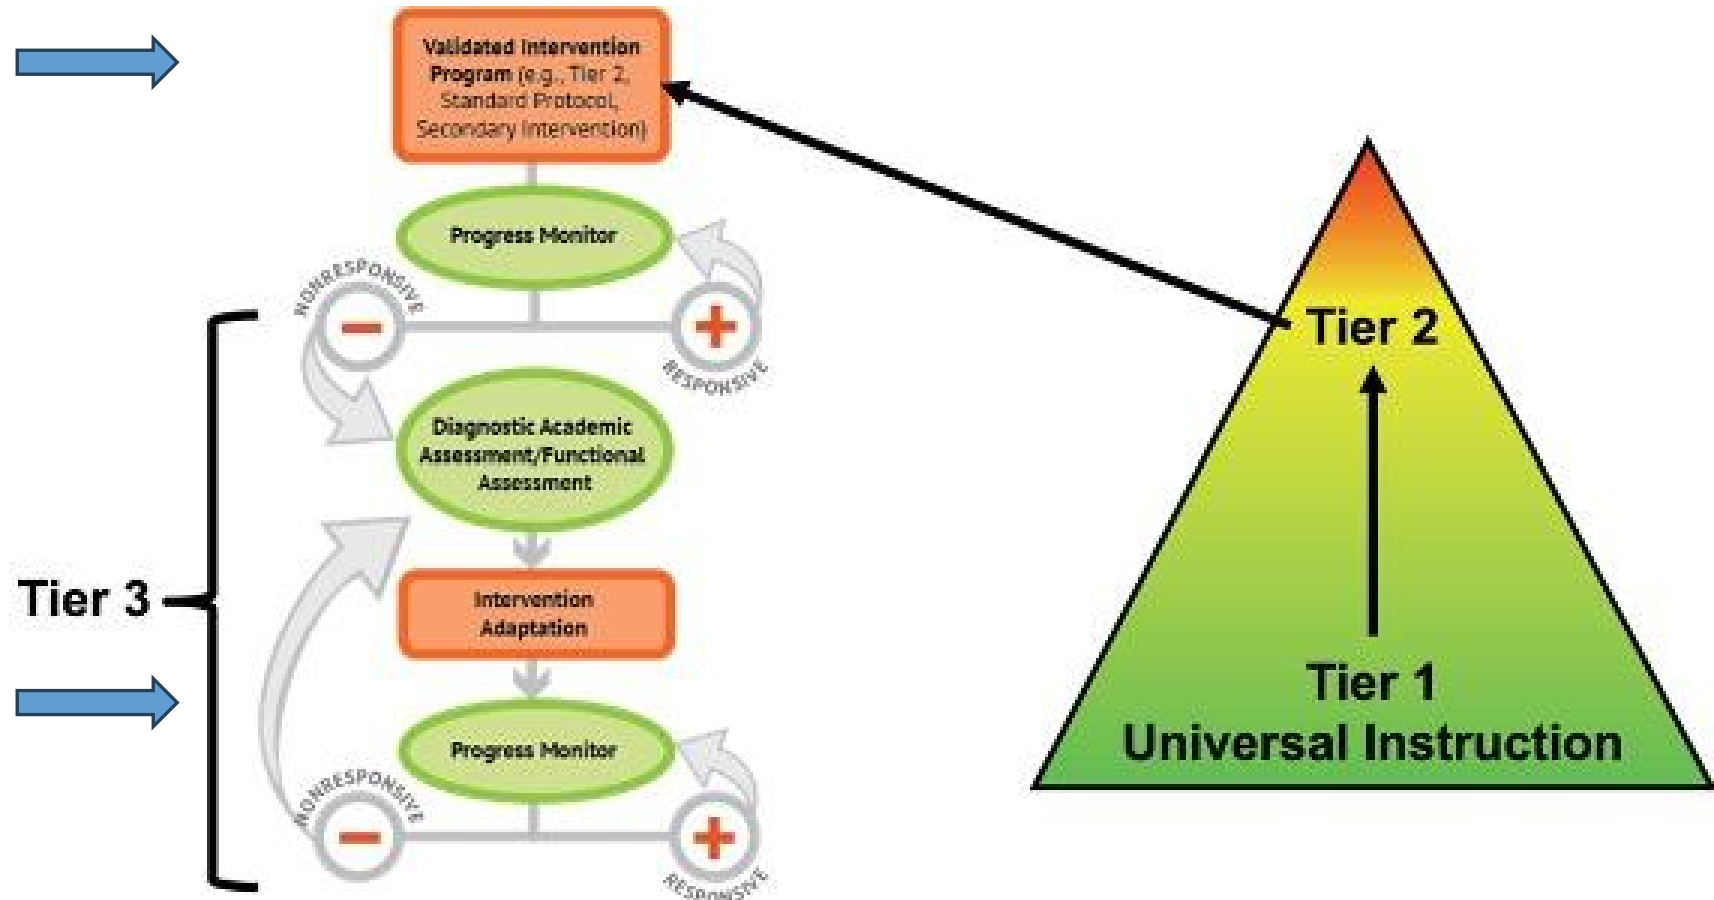 Validated Intervention
Program (e.g., Tier 2,
Standard Protocol,
Secondary Intervention)
Progress Monitor
NONRESPONSIVE
RESPONSIVE
Diagnostic Academic
Assessment/Functional
Assessment
Tier 3
Intervention
Adaptation
Progress Monitor
NONRESPONSIVE
RESPONSIVE
Tier 2
Tier 1
Universal Instruction